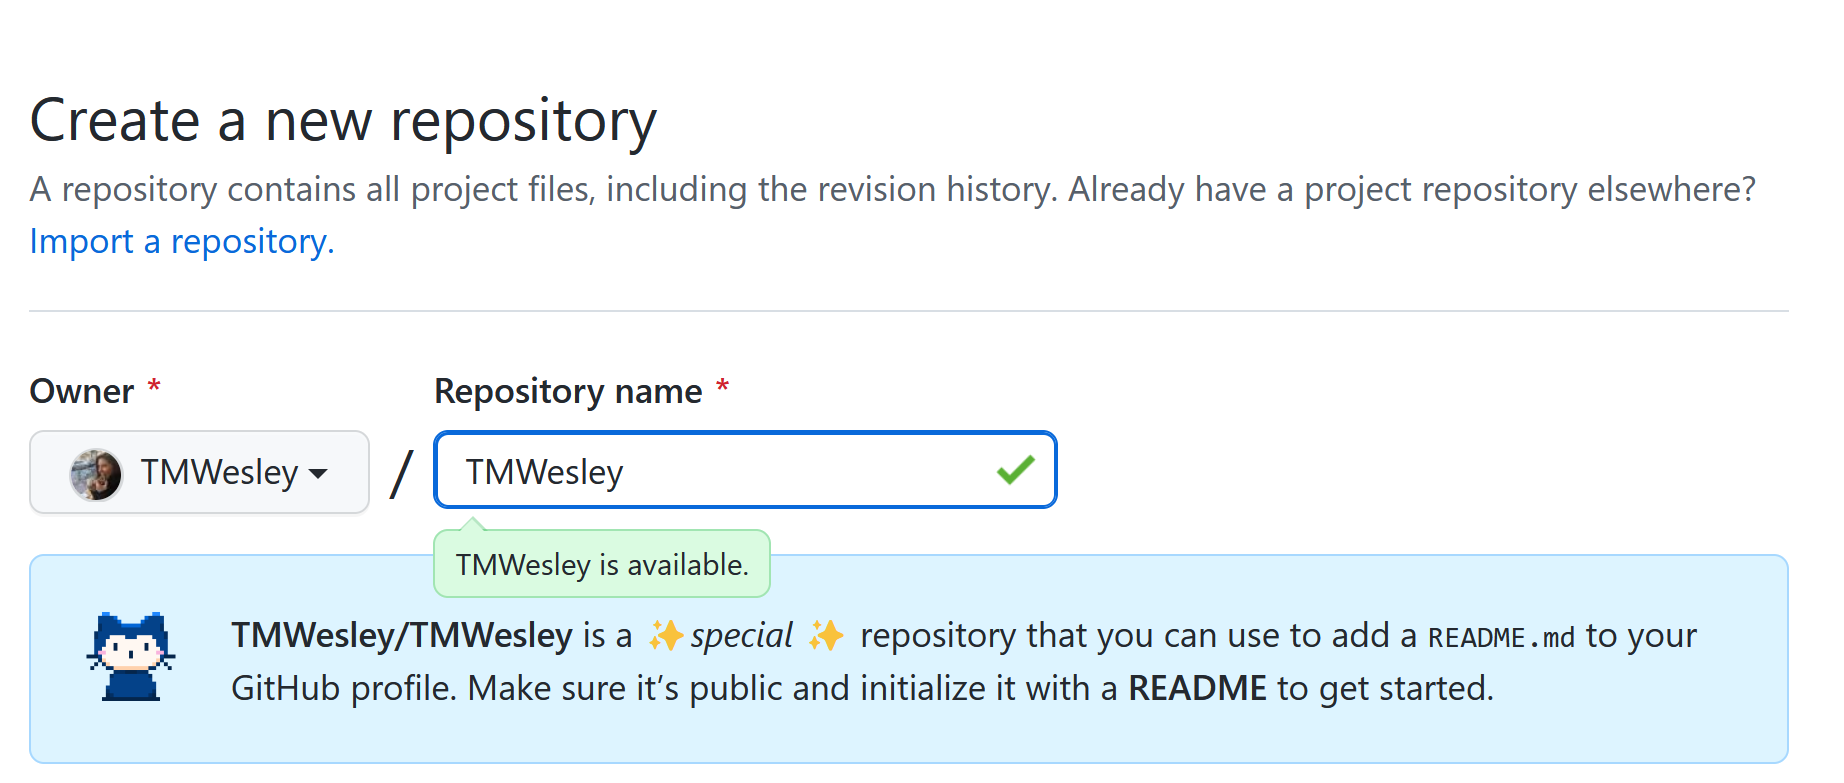 Create a new repository
A repository contains all project files, including the revision history. Already have a project repository elsewhere?
Import a repository.
Owner *
Repository name *
TMWesley / TMWesley
TMWesley is available.
TMWesley/TMWesley is a ✨ special ✨ repository that you can use to add a README.md to your
GitHub profile. Make sure it’s public and initialize it with a README to get started.